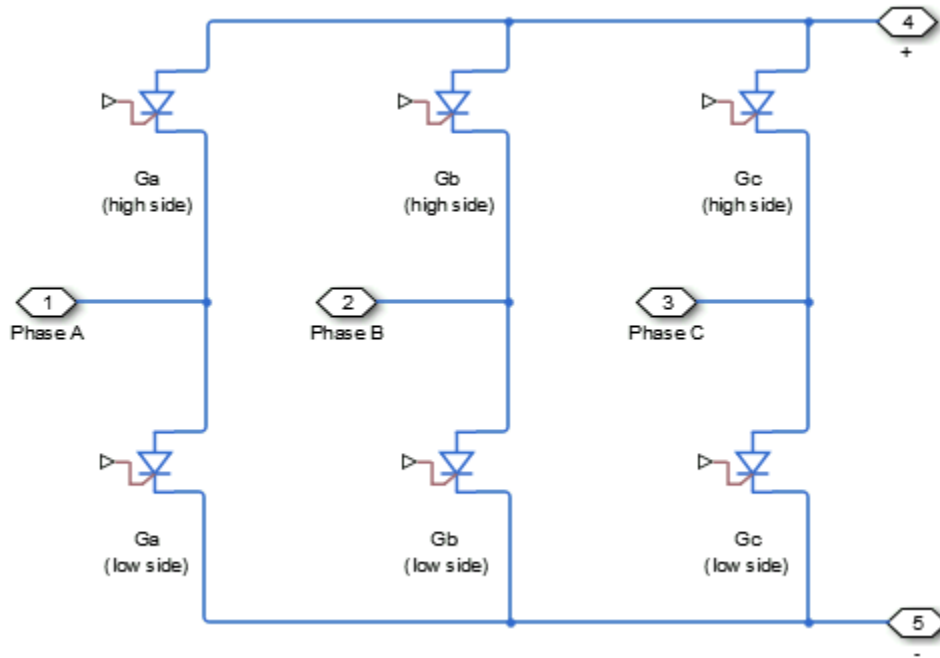 4
+
Ga
(high side)
Gb
(high side)
Gc
(high side)
1
Phase A
2
Phase B
3
Phase C
Ga
(low side)
Gb
(low side)
Gc
(low side)
5
-